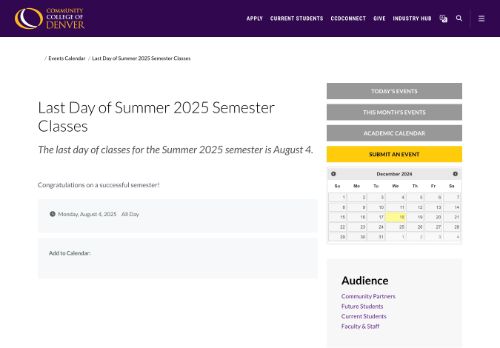 COMMUNITY
COLLEGE OF
DENVER
APPLY CURRENT STUDENTS CCDCONNECT GIVE INDUSTRY HUB
/ Events Calendar / Last Day of Summer 2025 Semester Classes
Last Day of Summer 2025 Semester
Classes
The last day of classes for the Summer 2025 semester is August 4.
Congratulations on a successful semester!
Monday, August 4, 2025 All-Day
Add to Calendar:
TODAY'S EVENTS
THIS MONTH'S EVENTS
ACADEMIC CALENDAR
SUBMIT AN EVENT
December 2024
Su Mo Tu We Th Fr Sa
1 2 3 4 5 6 7
8 9 10 11 12 13 14
15 16 17 18 19 20 21
22 23 24 25 26 27 28
29 30 31 1 2 3 4
Audience
Community Partners
Future Students
Current Students
Faculty & Staff